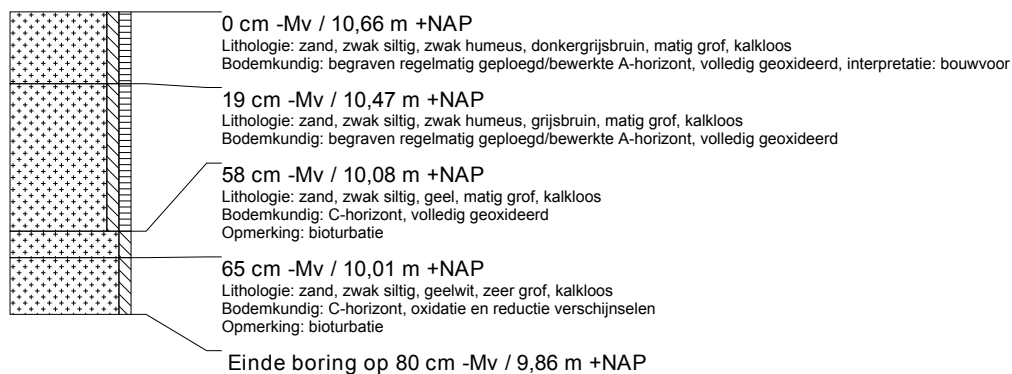 0 cm -Mv / 10,66 m +NAP
Lithologie: zand, zwak siltig, zwak humeus, donkergrijsbruin, matig grof, kalkloos
Bodemkundig: begraven regelmatig geploegd/bewerkte A-horizont, volledig geoxideerd, interpretatie: bouwvoor
19 cm -Mv / 10,47 m +NAP
Lithologie: zand, zwak siltig, zwak humeus, grijsbruin, matig grof, kalkloos
Bodemkundig: begraven regelmatig geploegd/bewerkte A-horizont, volledig geoxideerd
58 cm -Mv / 10,08 m +NAP
Lithologie: zand, zwak siltig, geel, matig grof, kalkloos
Bodemkundig: C-horizont, volledig geoxideerd
Opmerking: bioturbatie
65 cm -Mv / 10,01 m +NAP
Lithologie: zand, zwak siltig, geelwit, zeer grof, kalkloos
Bodemkundig: C-horizont, oxidatie en reductie verschijnselen
Opmerking: bioturbatie
Einde boring op 80 cm -Mv / 9,86 m +NAP